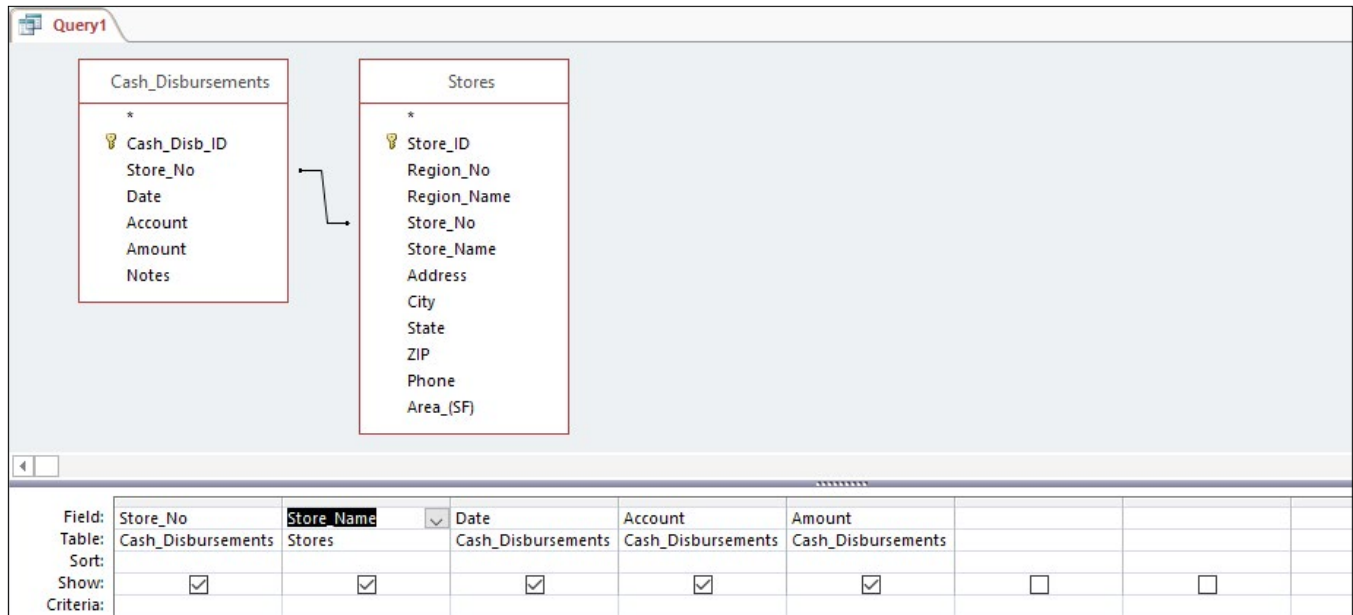 Query1
Cash_Disbursements
*
Cash_Disb_ID
Store_No
Date
Account
Amount
Notes
Stores
*
Store_ID
Region_No
Region_Name
Store_No
Store_Name
Address
City
State
ZIP
Phone
Area_(SF)
Field: Store_No Store_Name Date Account Amount
Table: Cash_Disbursements Stores Cash_Disbursements Cash_Disbursements Cash_Disbursements
Sort:
Show:
Criteria: